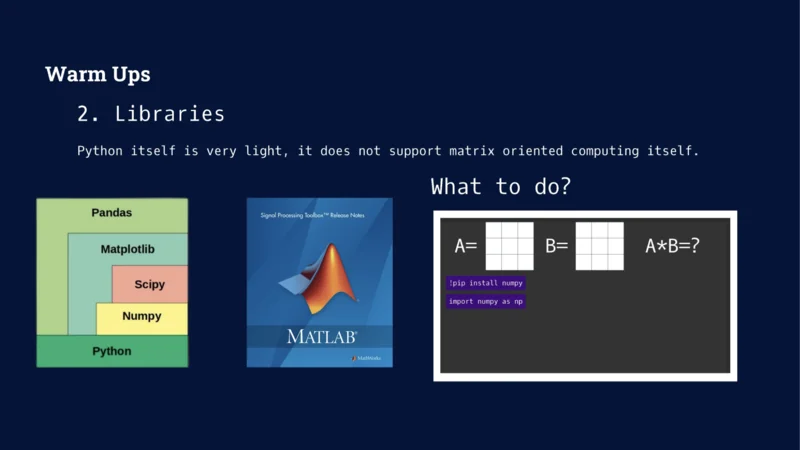 Warm Ups
2. Libraries
Python itself is very light, it does not support matrix oriented computing itself.
What to do?
Pandas
Matplotlib
Scipy
Numpy
Python
Signal Processing Toolbox™ Release Notes
MATLAB®
MathWorks
A=
B=
A*B=?
!pip install numpy
import numpy as np